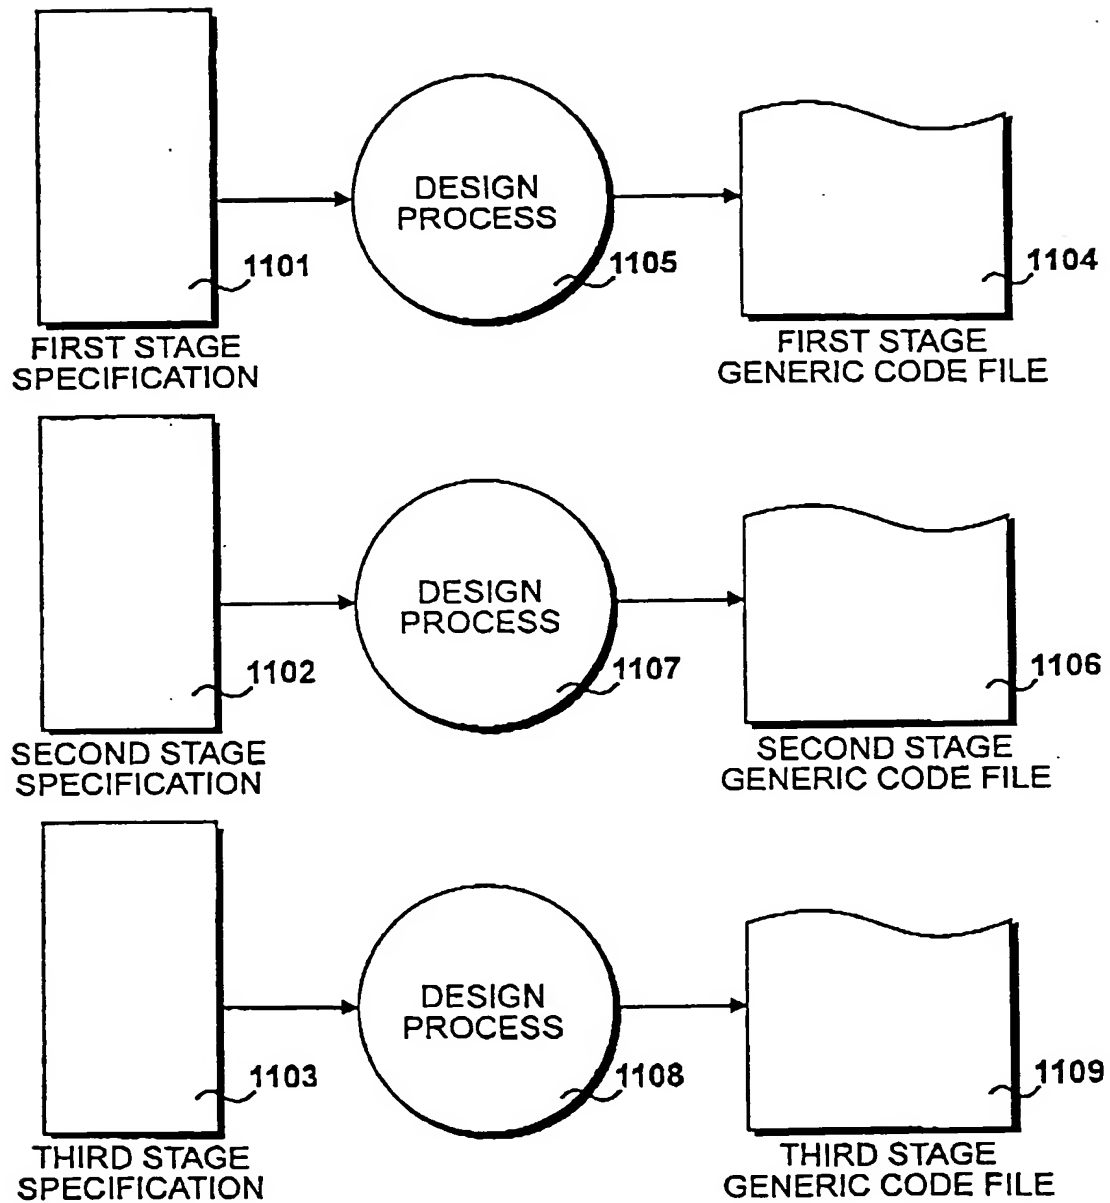 DESIGN
PROCESS
1101
1105
1104
FIRST STAGE
SPECIFICATION
FIRST STAGE
GENERIC CODE FILE
DESIGN
PROCESS
1102
1107
1106
SECOND STAGE
SPECIFICATION
SECOND STAGE
GENERIC CODE FILE
DESIGN
PROCESS
1103
1108
1109
THIRD STAGE
SPECIFICATION
THIRD STAGE
GENERIC CODE FILE